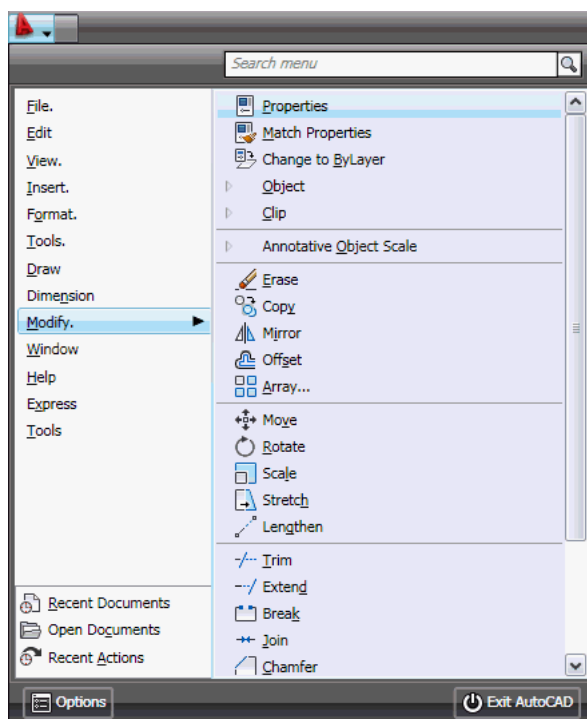 Search menu
File.
Edit
View.
Insert.
Format.
Tools.
Draw
Dimension
Modify.
Window
Help
Express
Tools
Recent Documents
Open Documents
Recent Actions
Properties
Match Properties
Change to ByLayer
Object
Clip
Annotative Object Scale
Erase
Copy
Mirror
Offset
Array...
Move
Rotate
Scale
Stretch
Lengthen
Trim
Extend
Break
Join
Chamfer
Options
Exit AutoCAD